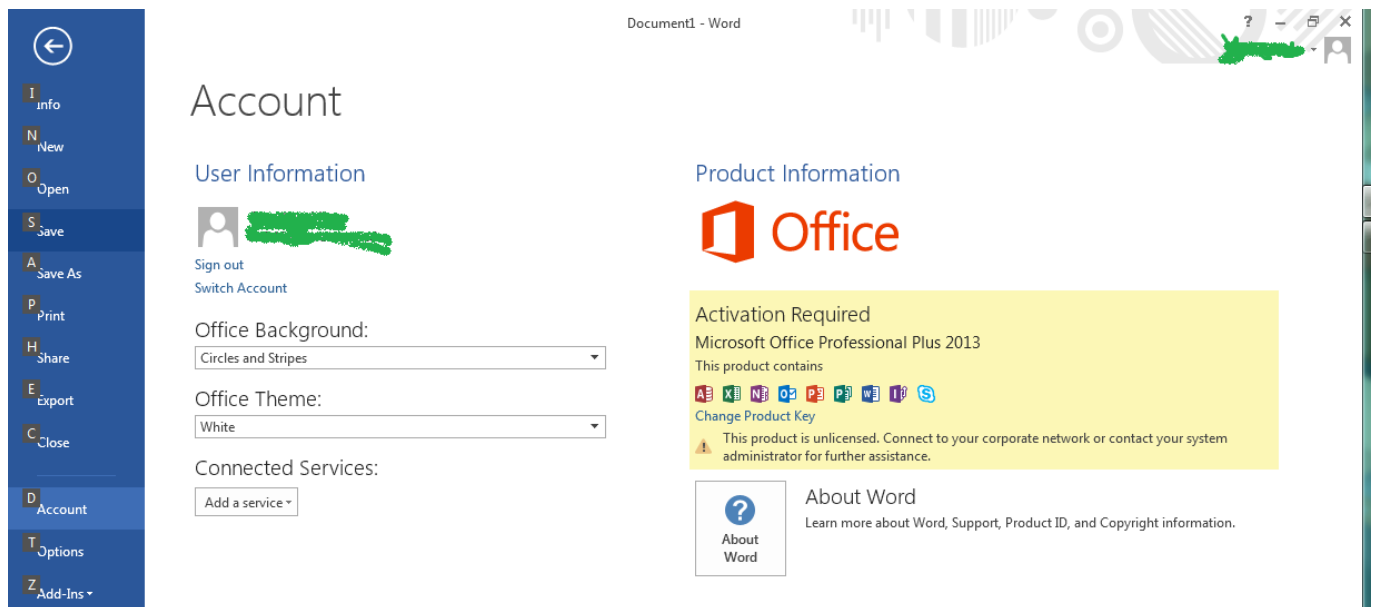 Document1 - Word
?
I
Info
N
New
O
Open
S
Save
A
Save As
P
Print
H
Share
E
Export
C
Close
D
Account
T
Options
Z
Add-Ins
Account
User Information
Sign out
Switch Account
Office Background:
Circles and Stripes
Office Theme:
White
Connected Services:
Add a service
Product Information
Office
Activation Required
Microsoft Office Professional Plus 2013
This product contains
Change Product Key
This product is unlicensed. Connect to your corporate network or contact your system
administrator for further assistance.
?
About
Word
About Word
Learn more about Word, Support, Product ID, and Copyright information.